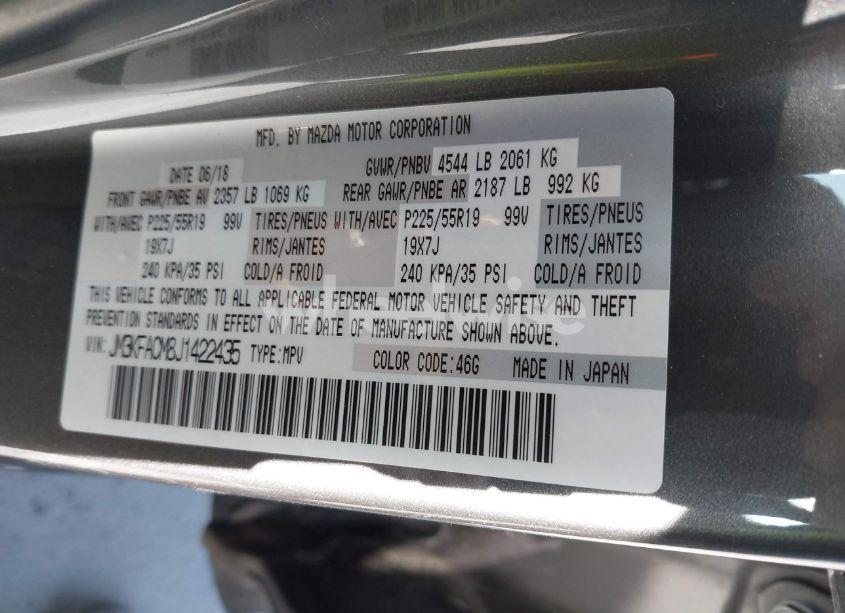 MFD. BY MAZDA MOTOR CORPORATION
DATE 06/18 GVWR/PNBV 4544 LB 2061 KG
FRONT GAWR/PNBE AV 2357 LB 1069 KG REAR GAWR/PNBE AR 2187 LB 992 KG
WITH/AVEC P225/55R19 99V TIRES/PNEUS WITH/AVEC P225/55R19 99V TIRES/PNEUS
19X7J RIMS/JANTES 19X7J RIMS/JANTES
240 KPA/35 PSI COLD/A FROID 240 KPA/35 PSI COLD/A FROID
THIS VEHICLE CONFORMS TO ALL APPLICABLE FEDERAL MOTOR VEHICLE SAFETY AND THEFT
PREVENTION STANDARDS IN EFFECT ON THE DATE OF MANUFACTURE SHOWN ABOVE.
VIN: JM3KFACM8J1422435 TYPE:MPV COLOR CODE:46G MADE IN JAPAN